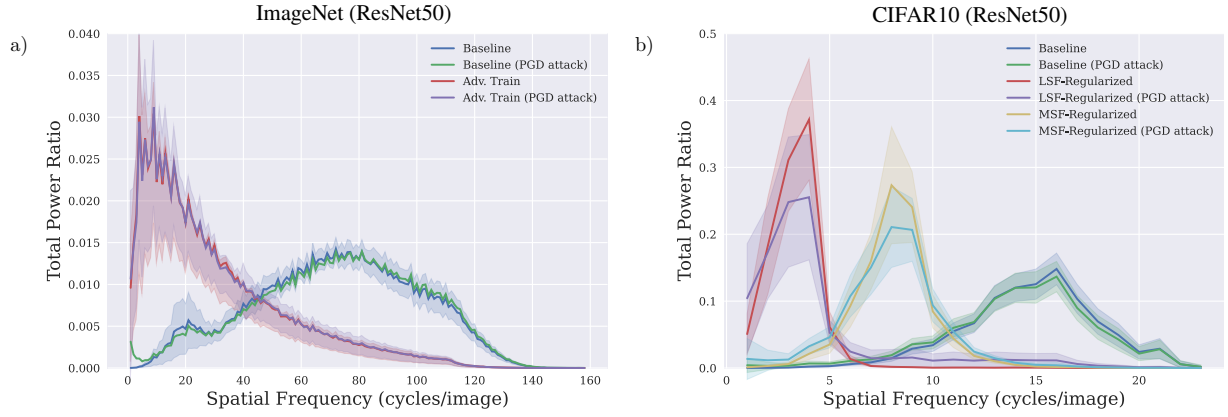 ImageNet (ResNet50)
a)
0.040
0.035
0.030
0.025
0.020
0.015
0.010
0.005
0.000
Total Power Ratio
Baseline
Baseline (PGD attack)
Adv. Train
Adv. Train (PGD attack)
0 20 40 60 80 100 120 140 160
Spatial Frequency (cycles/image)
CIFAR10 (ResNet50)
b)
0.5
0.4
0.3
0.2
0.1
0.0
Total Power Ratio
Baseline
Baseline (PGD attack)
LSF-Regularized
LSF-Regularized (PGD attack)
MSF-Regularized
MSF-Regularized (PGD attack)
0 5 10 15 20
Spatial Frequency (cycles/image)